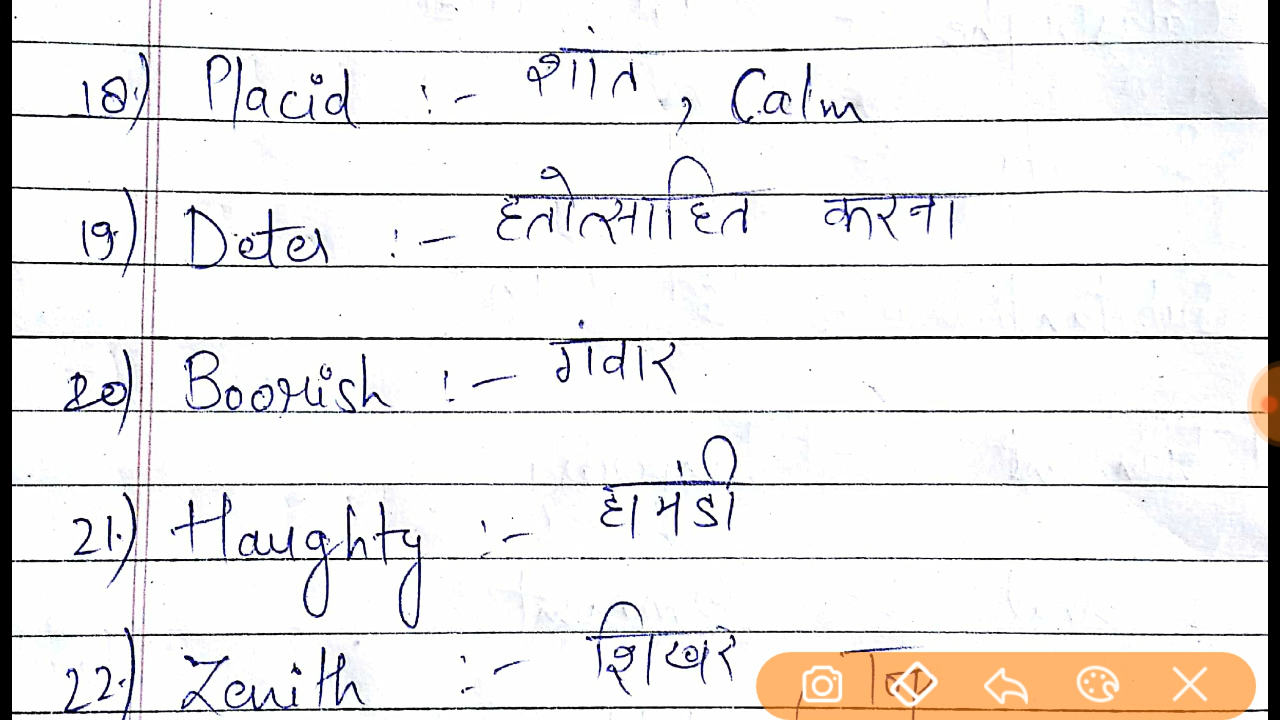 18.) Placid :- शांत, Calm
19.) Deter :- हतोत्साहित करना
20) Boorish :- गंवार
21.) Haughty :- घमंडी
22.) Zenith :- शिखर,